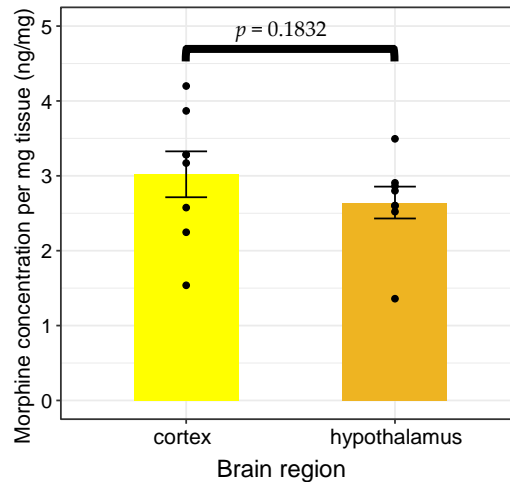 p = 0.1832
Morphine concentration per mg tissue (ng/mg)
5
4
3
2
1
0
cortex hypothalamus
Brain region